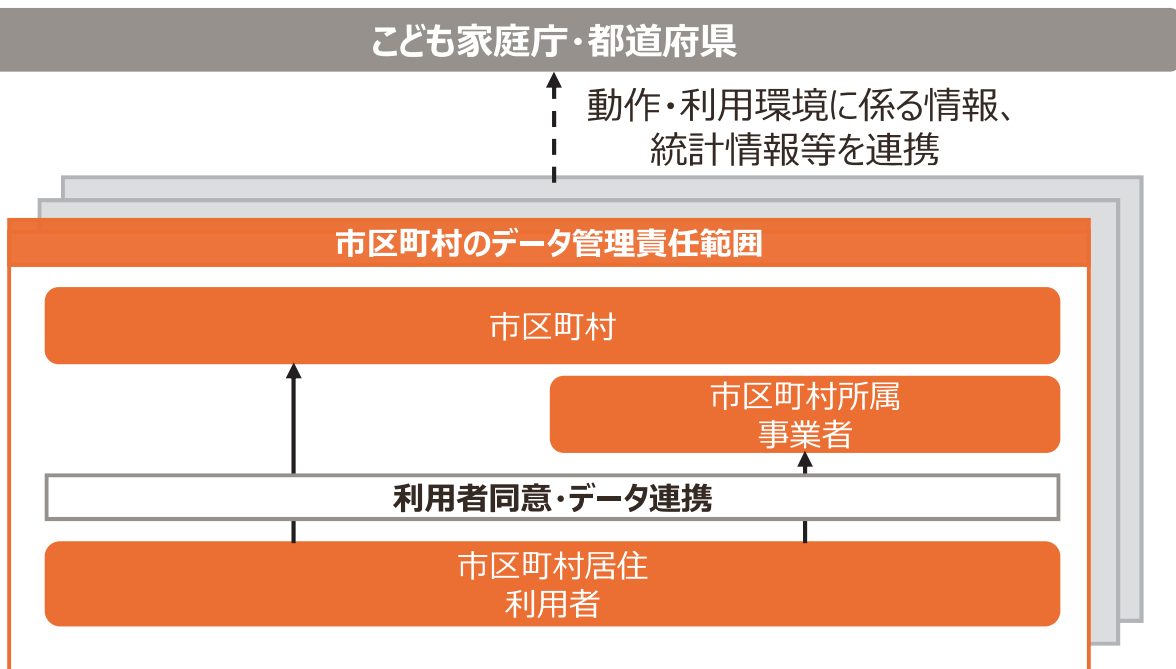 こども家庭庁・都道府県
動作・利用環境に係る情報、
統計情報等を連携
市区町村のデータ管理責任範囲
市区町村
市区町村所属
事業者
利用者同意・データ連携
市区町村居住
利用者